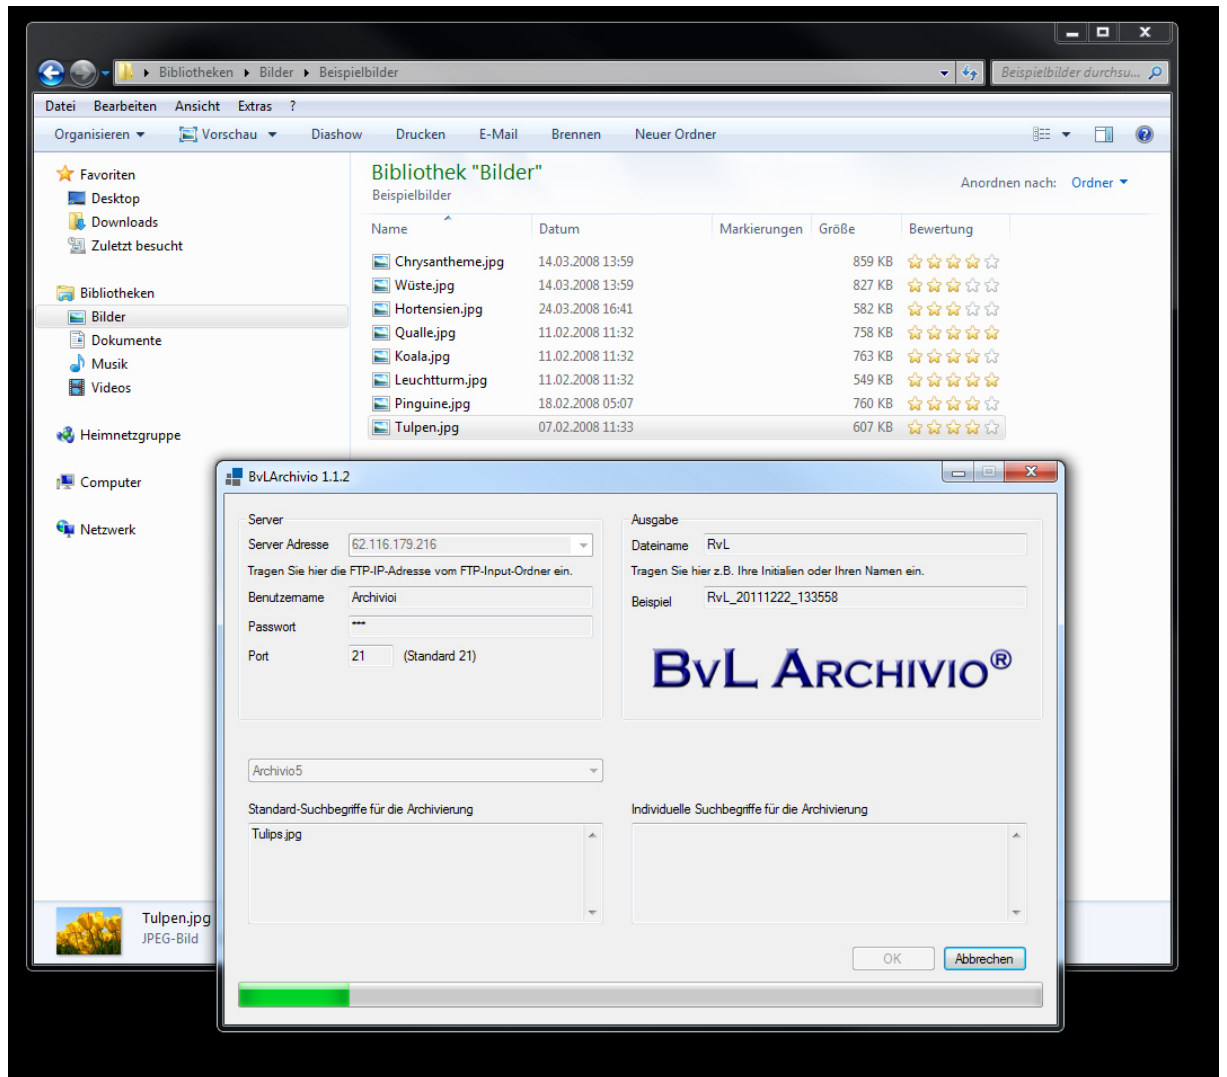 Bibliotheken Bilder Beispielbilder Beispielbilder durchsu...
Datei Bearbeiten Ansicht Extras ?
Organisieren Vorschau Diashow Drucken E-Mail Brennen Neuer Ordner
Favoriten
Desktop
Downloads
Zuletzt besucht
Bibliotheken
Bilder
Dokumente
Musik
Videos
Heimnetzgruppe
Computer
Netzwerk
Bibliothek "Bilder"
Beispielbilder
Anordnen nach: Ordner
Name Datum Markierungen Größe Bewertung
Chrysantheme.jpg 14.03.2008 13:59 859 KB
Wüste.jpg 14.03.2008 13:59 827 KB
Hortensien.jpg 24.03.2008 16:41 582 KB
Qualle.jpg 11.02.2008 11:32 758 KB
Koala.jpg 11.02.2008 11:32 763 KB
Leuchtturm.jpg 11.02.2008 11:32 549 KB
Pinguine.jpg 18.02.2008 05:07 760 KB
Tulpen.jpg 07.02.2008 11:33 607 KB
BvLArchivio 1.1.2
Server
Server Adresse 62.116.179.216
Tragen Sie hier die FTP-IP-Adresse vom FTP-Input-Ordner ein.
Benutzername Archivioi
Passwort ***
Port 21 (Standard 21)
Ausgabe
Dateiname RvL
Tragen Sie hier z.B. Ihre Initialien oder Ihren Namen ein.
Beispiel RvL_20111222_133558
BVL ARCHIVIO®
Archivio5
Standard-Suchbegriffe für die Archivierung
Tulips.jpg
Individuelle Suchbegriffe für die Archivierung
OK Abbrechen
Tulpen.jpg
JPEG-Bild